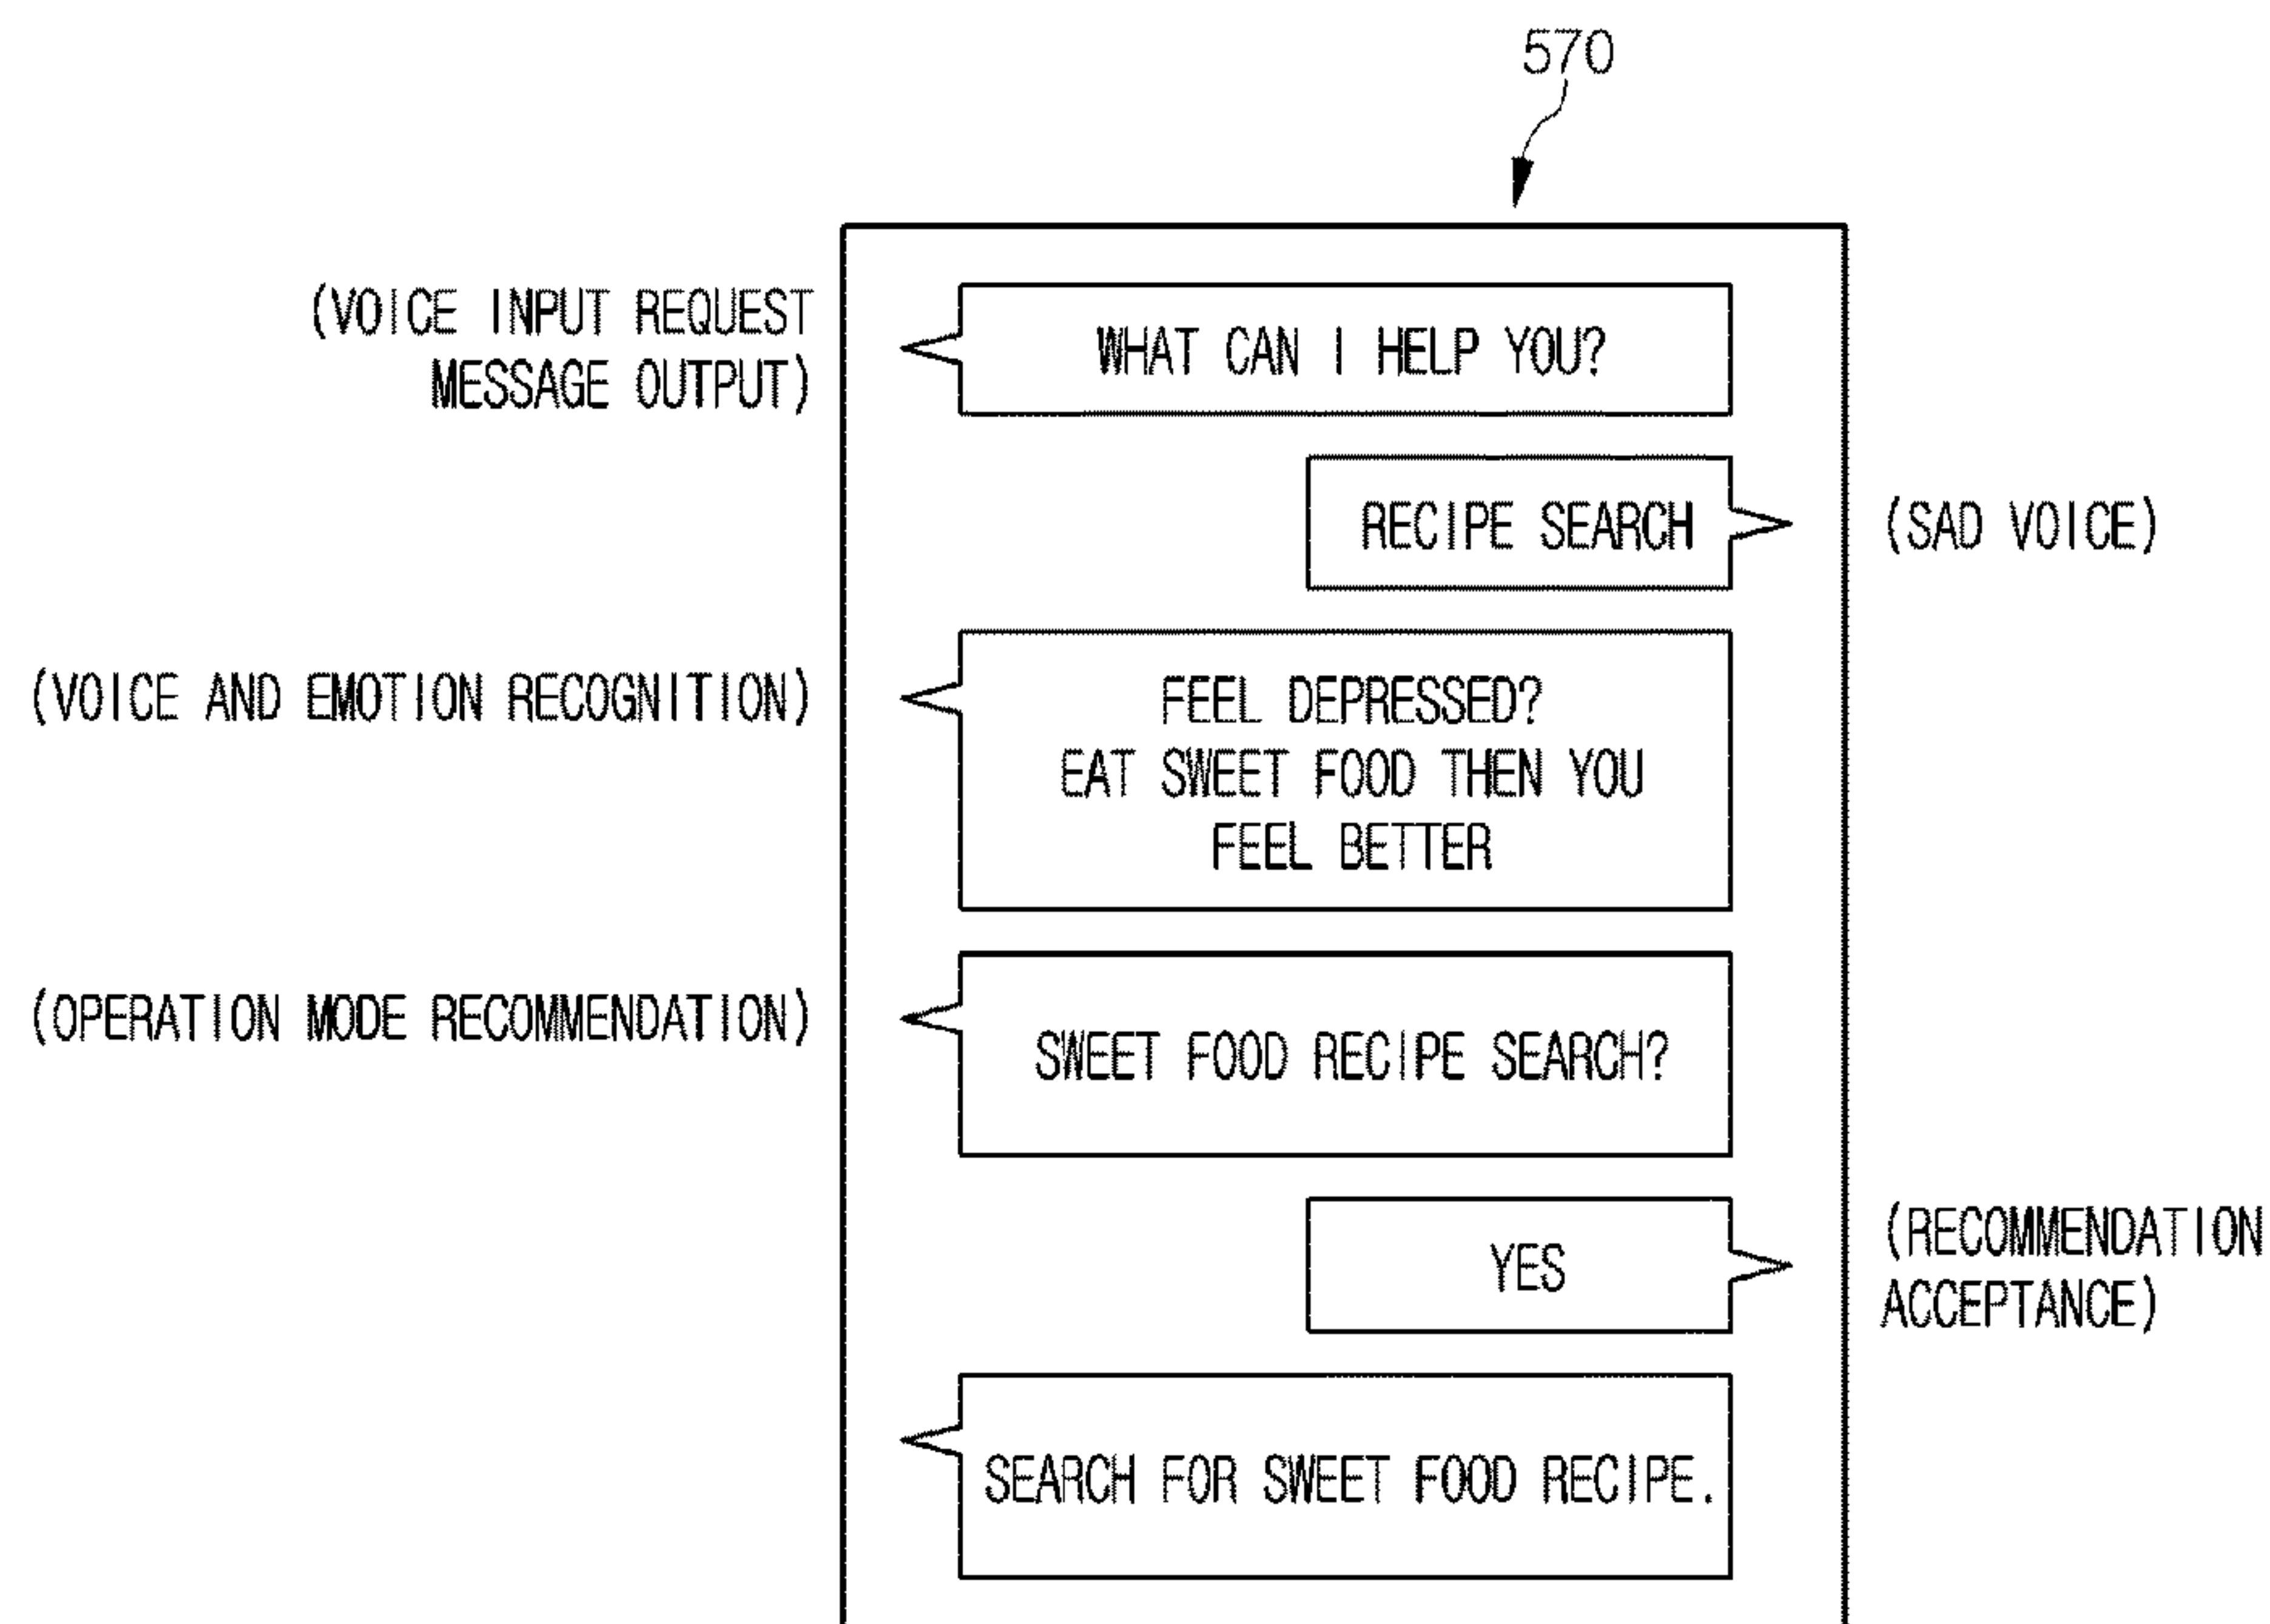 570
(VOICE INPUT REQUEST
MESSAGE OUTPUT)
WHAT CAN I HELP YOU?
RECIPE SEARCH
(SAD VOICE)
(VOICE AND EMOTION RECOGNITION)
FEEL DEPRESSED?
EAT SWEET FOOD THEN YOU
FEEL BETTER
(OPERATION MODE RECOMMENDATION)
SWEET FOOD RECIPE SEARCH?
YES
(RECOMMENDATION
ACCEPTANCE)
SEARCH FOR SWEET FOOD RECIPE.